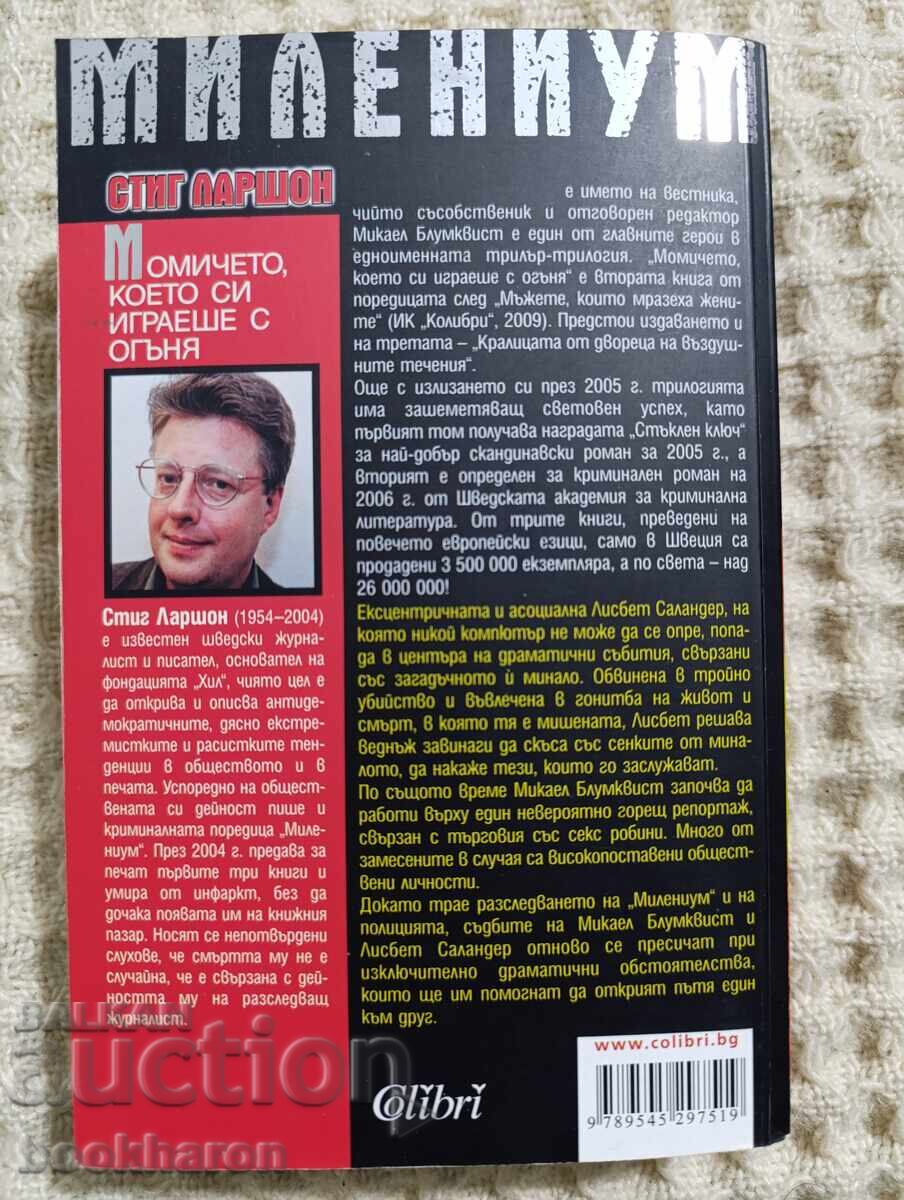 МИЛЕНИУМ
СТИГ ЛАРШОН
МОМИЧЕТО,
КОЕТО СИ
ИГРАЕШЕ С
ОГЪНЯ
Стиг Ларшон (1954–2004)
е известен шведски журна-
лист и писател, основател на
фондацията „Хил“, чиято цел е
да открива и описва антиде-
мократичните, дясно екстре-
мистките и расистките тен-
денции в обществото и в
печата. Успоредно на общест-
вената си дейност пише и
криминалната поредица „Миле-
ниум“. През 2004 г. предава за
печат първите три книги и
умира от инфаркт, без да
дочака появата им на книжния
пазар. Носят се непотвърдени
слухове, че смъртта му не е
случайна, че е свързана с дей-
ността му на разследващ
журналист.
е името на вестника,
чийто съсобственик и отговорен редактор
Микаел Блумквист е един от главните герои в
едноименната трилър-трилогия. „Момичето,
което си играеше с огъня“ е втората книга от
поредицата след „Мъжете, които мразеха жени-
те“ (ИК „Колибри“, 2009). Предстои издаването и
на третата – „Кралицата от двореца на въздуш-
ните течения“.
Още с излизането си през 2005 г. трилогията
има зашеметяващ световен успех, като
първият том получава наградата „Стъклен ключ“
за най-добър скандинавски роман за 2005 г., а
вторият е определен за криминален роман на
2006 г. от Шведската академия за криминална
литература. От трите книги, преведени на
повечето европейски езици, само в Швеция са
продадени 3 500 000 екземпляра, а по света – над
26 000 000!
Ексцентричната и асоциална Лисбет Саландер, на
която никой компютър не може да се опре, попа-
да в центъра на драматични събития, свързани
със загадъчното ѝ минало. Обвинена в тройно
убийство и въвлечена в гонитба на живот и
смърт, в която тя е мишената, Лисбет решава
веднъж завинаги да скъса със сенките от мина-
лото, да накаже тези, които го заслужават.
По същото време Микаел Блумквист започва да
работи върху един невероятно горещ репортаж,
свързан с търговия със секс робини. Много от
замесените в случая са високопоставени общест-
вени личности.
Докато трае разследването на „Милениум“ и на
полицията, съдбите на Микаел Блумквист и
Лисбет Саландер отново се пресичат при
изключително драматични обстоятелства,
които ще им помогнат да открият пътя един
към друг.
www.colibri.bg
9 789545 297519
Colibri
BALKAN
auction
bookharon